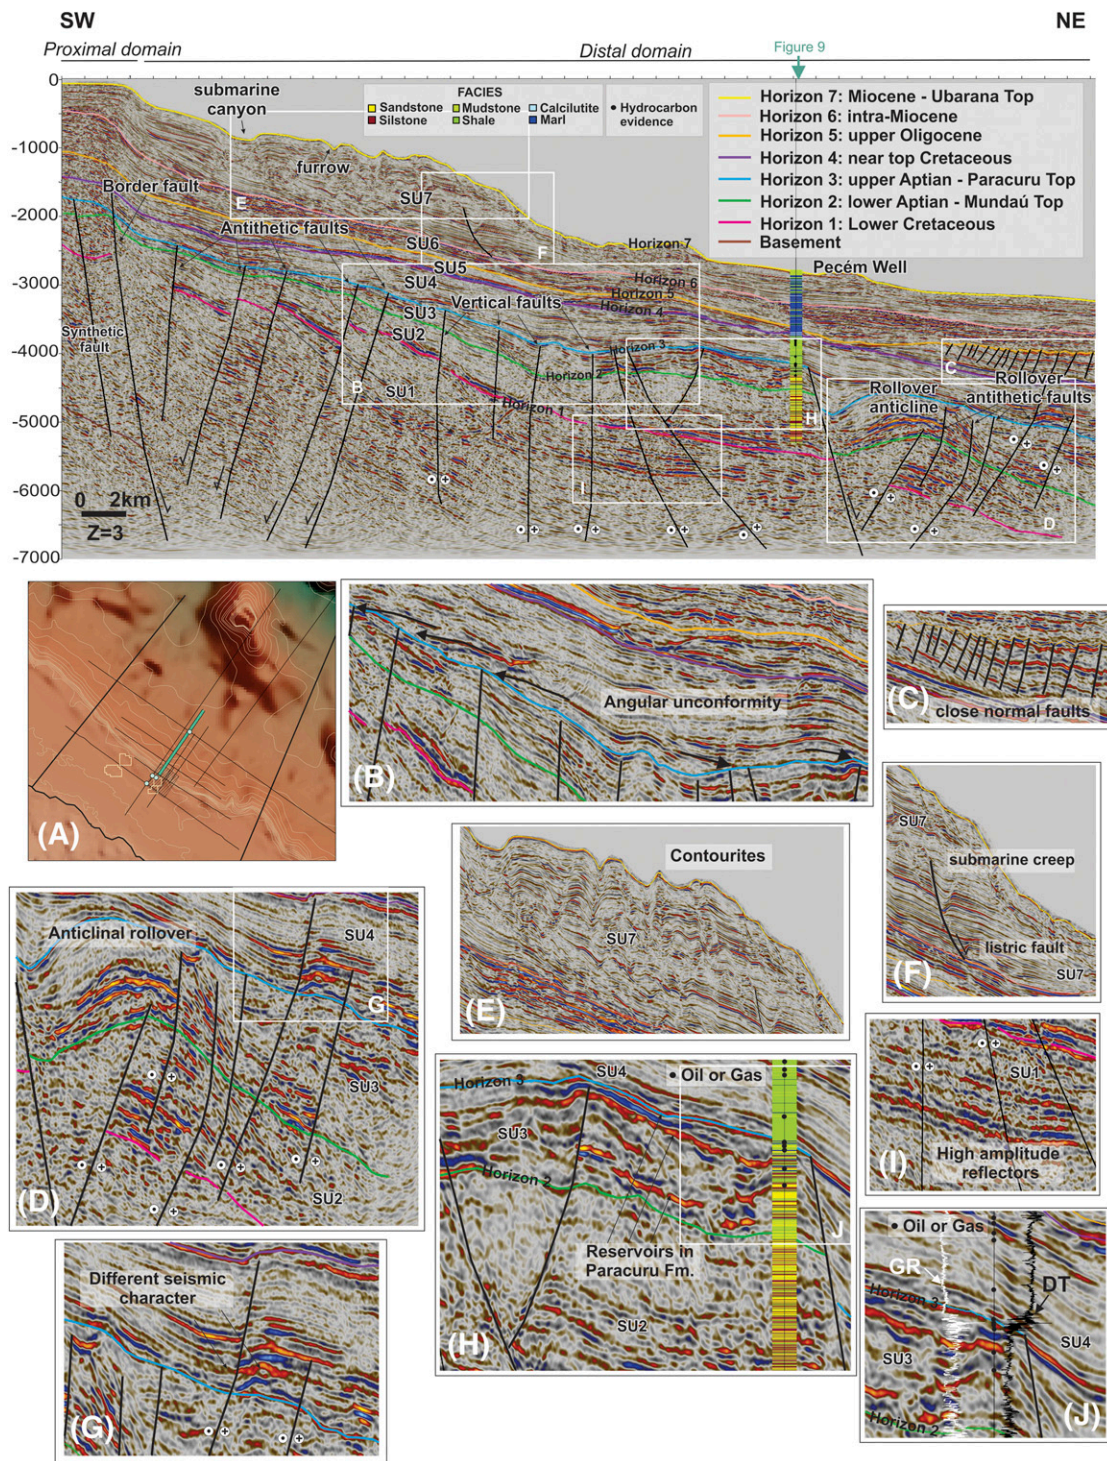 SW
NE
Proximal domain
Distal domain
Figure 9
0
-1000
-2000
-3000
-4000
-5000
-6000
-7000
submarine
canyon
FACIES
Sandstone
Mudstone
Calcilutite
Silstone
Shale
Marl
Hydrocarbon
evidence
Horizon 7: Miocene - Ubarana Top
Horizon 6: intra-Miocene
Horizon 5: upper Oligocene
Horizon 4: near top Cretaceous
Horizon 3: upper Aptian - Paracuru Top
Horizon 2: lower Aptian - Mundaú Top
Horizon 1: Lower Cretaceous
Basement
furrow
Border fault
E
SU7
Antithetic faults
F
SU6
Horizon 7
Pecém Well
SU5
Horizon 6
SU4
Horizon 5
Vertical faults
Horizon 4
SU3
Synthetic
fault
SU2
Horizon 3
C
B
SU1
Horizon 2
Rollover
anticline
Rollover
antithetic faults
Horizon 1
H
I
D
0 2km
Z=3
(A)
Angular unconformity
(B)
(C)
close normal faults
Contourites
SU7
(E)
SU7
submarine creep
listric fault
(F)
SU7
Anticlinal rollover
SU4
G
SU3
(D)
SU2
Horizon 3
SU4
Oil or Gas
SU3
Horizon 2
J
Reservoirs in
Paracuru Fm.
(H)
SU2
SU1
(I)
High amplitude
reflectors
Different seismic
character
(G)
Oil or Gas
GR
DT
Horizon 3
SU4
SU3
Horizon 2
(J)